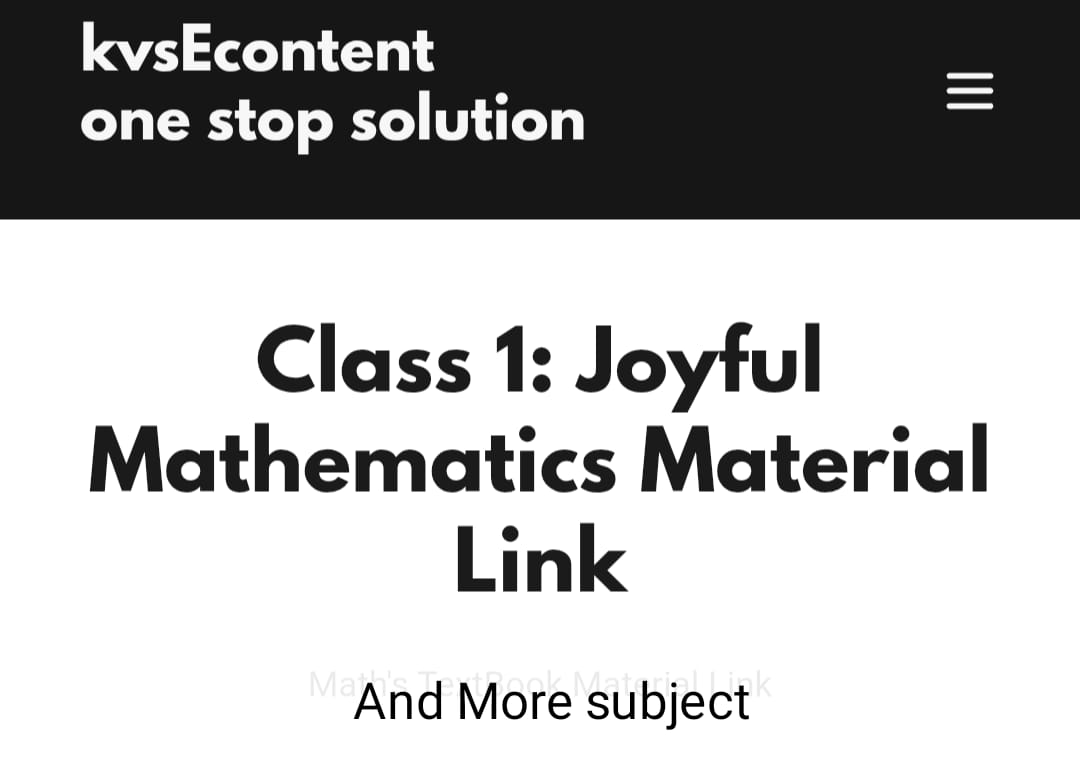 kvsEcontent
one stop solution
Class 1: Joyful
Mathematics Material
Link
Math's TextBook Material Link
And More subject